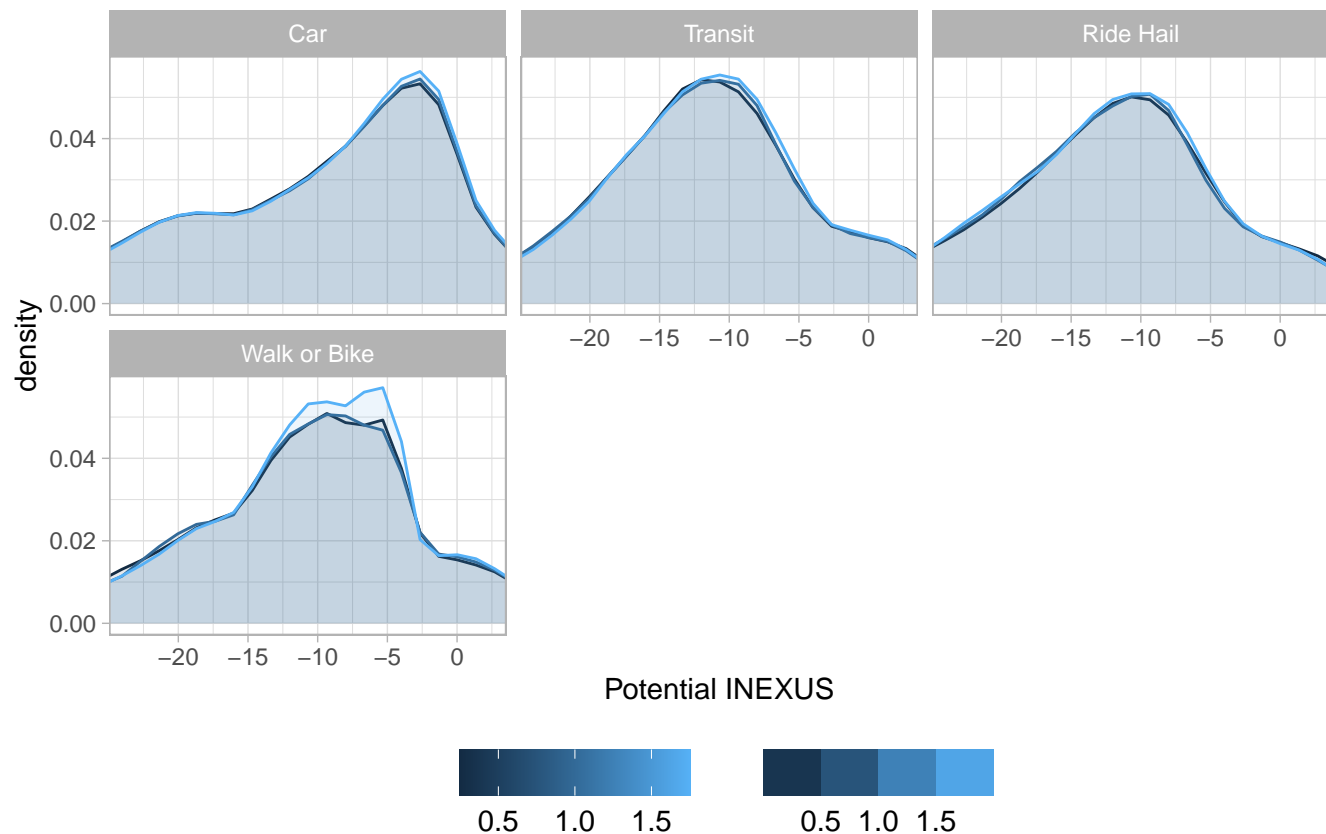 Car Transit Ride Hail
0.04
0.02
0.00
−20 −15 −10 −5 0 −20 −15 −10 −5 0
density
Walk or Bike
0.04
0.02
0.00
−20 −15 −10 −5 0
Potential INEXUS
0.5 1.0 1.5 0.5 1.0 1.5